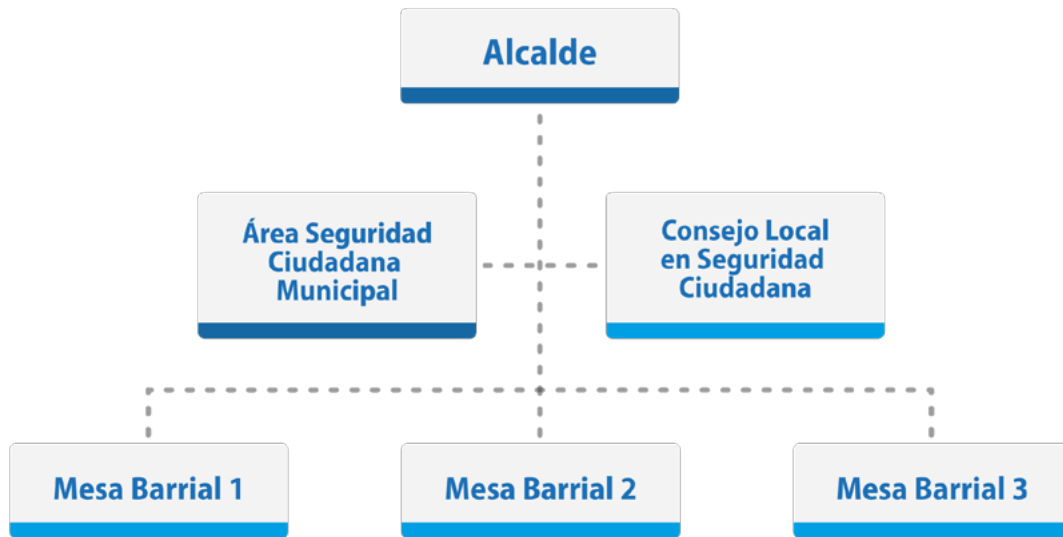 Alcalde
Área Seguridad
Ciudadana
Municipal
Consejo Local
en Seguridad
Ciudadana
Mesa Barrial 1
Mesa Barrial 2
Mesa Barrial 3